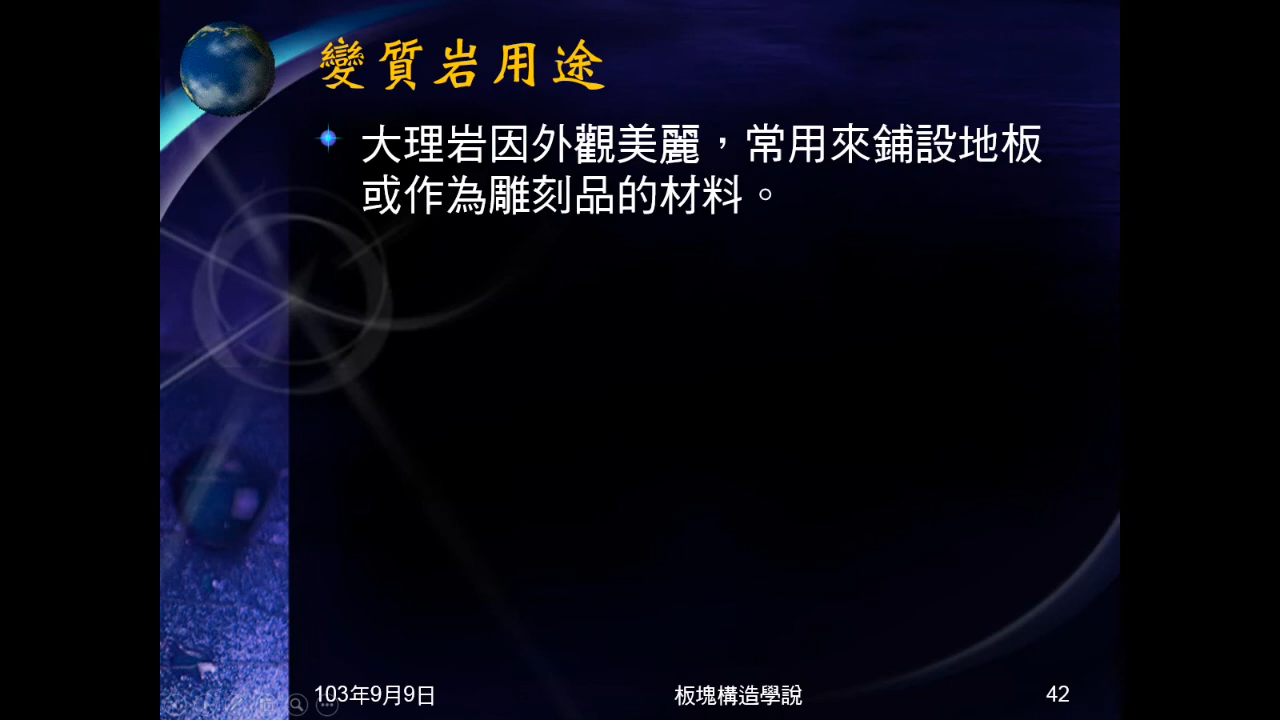 變質岩用途
大理岩因外觀美麗，常用來鋪設地板
或作為雕刻品的材料。
103年9月9日
板塊構造學說
42